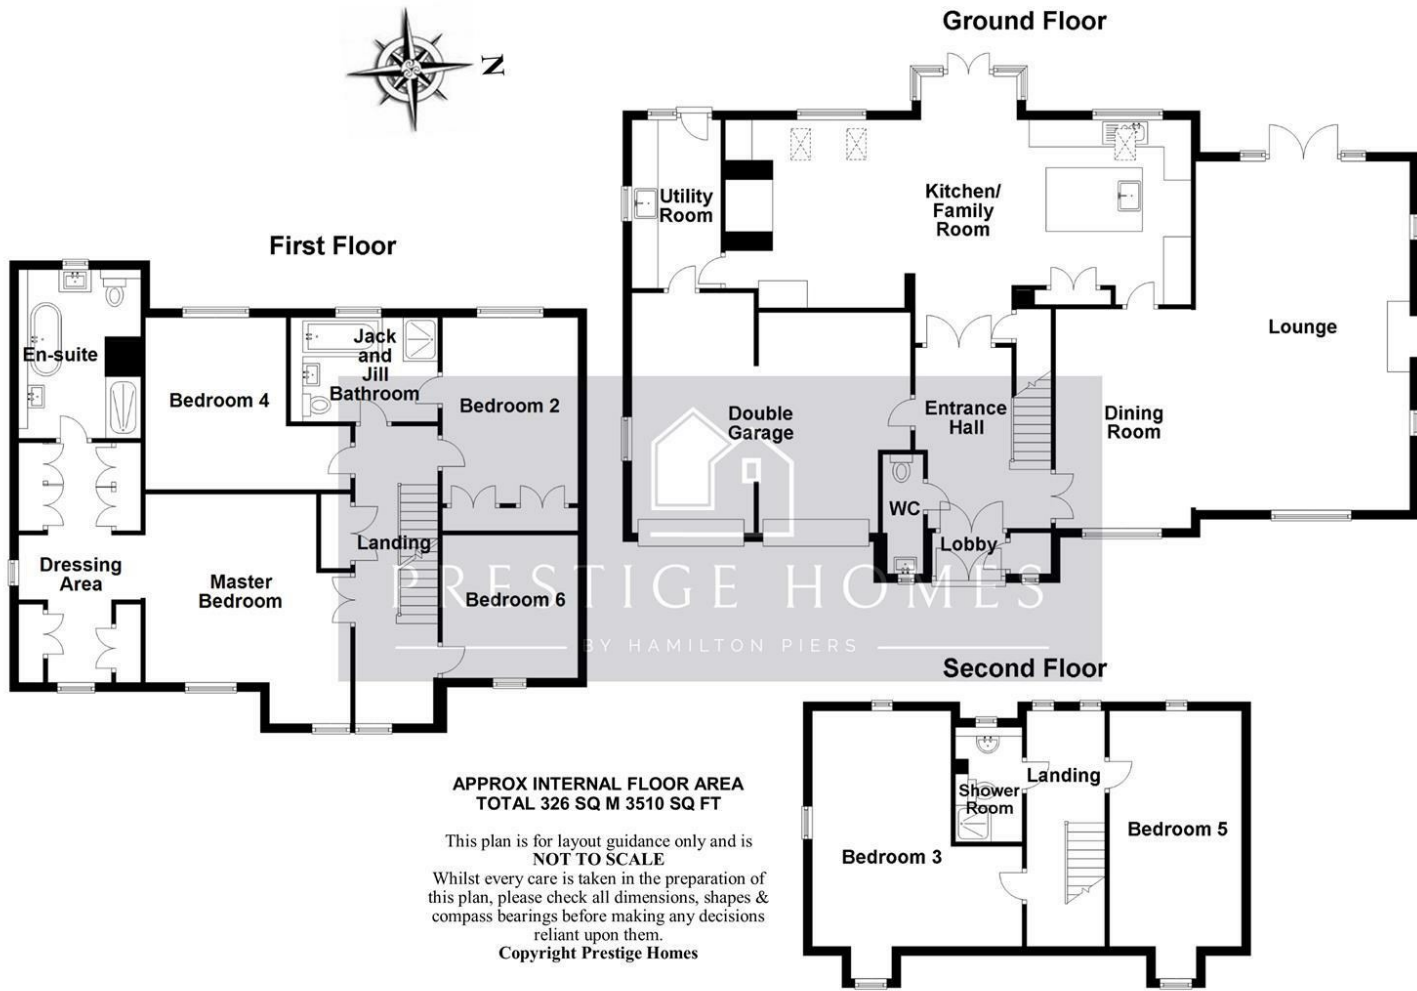 Ground Floor
N
Utility
Room
Kitchen/
Family
Room
Lounge
Double
Garage
Entrance
Hall
Dining
Room
WC
Lobby
First Floor
En-suite
Bedroom 4
Jack
and
Jill
Bathroom
Bedroom 2
Dressing
Area
Master
Bedroom
Landing
Bedroom 6
PRESTIGE HOMES
BY HAMILTON PIERS
Second Floor
Landing
Shower
Room
Bedroom 3
Bedroom 5
APPROX INTERNAL FLOOR AREA
TOTAL 326 SQ M 3510 SQ FT
This plan is for layout guidance only and is
NOT TO SCALE
Whilst every care is taken in the preparation of
this plan, please check all dimensions, shapes &
compass bearings before making any decisions
reliant upon them.
Copyright Prestige Homes